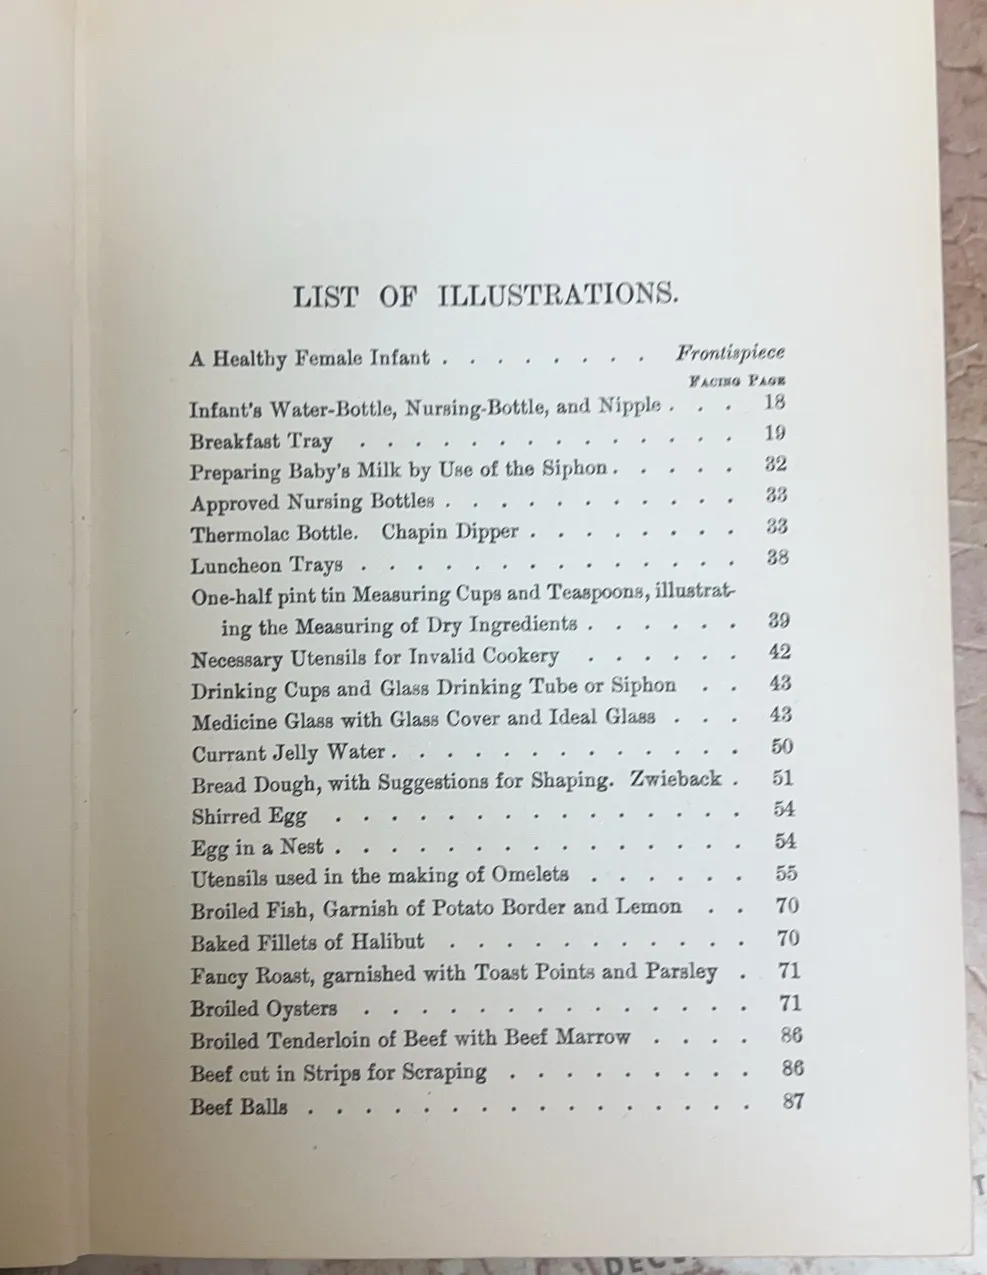 LIST OF ILLUSTRATIONS.
A Healthy Female Infant . . . . . . . . Frontispiece
FACING PAGE
Infant's Water-Bottle, Nursing-Bottle, and Nipple . . . 18
Breakfast Tray . . . . . . . . . . . . . . 19
Preparing Baby's Milk by Use of the Siphon . . . . . 32
Approved Nursing Bottles . . . . . . . . . . . 33
Thermolac Bottle. Chapin Dipper . . . . . . . . 33
Luncheon Trays . . . . . . . . . . . . . . 38
One-half pint tin Measuring Cups and Teaspoons, illustrat-
ing the Measuring of Dry Ingredients . . . . . . 39
Necessary Utensils for Invalid Cookery . . . . . . 42
Drinking Cups and Glass Drinking Tube or Siphon . . 43
Medicine Glass with Glass Cover and Ideal Glass . . . 43
Currant Jelly Water . . . . . . . . . . . . . 50
Bread Dough, with Suggestions for Shaping. Zwieback . 51
Shirred Egg . . . . . . . . . . . . . . . 54
Egg in a Nest . . . . . . . . . . . . . . . 54
Utensils used in the making of Omelets . . . . . . 55
Broiled Fish, Garnish of Potato Border and Lemon . . 70
Baked Fillets of Halibut . . . . . . . . . . . 70
Fancy Roast, garnished with Toast Points and Parsley . 71
Broiled Oysters . . . . . . . . . . . . . . 71
Broiled Tenderloin of Beef with Beef Marrow . . . . 86
Beef cut in Strips for Scraping . . . . . . . . . 86
Beef Balls . . . . . . . . . . . . . . . . 87